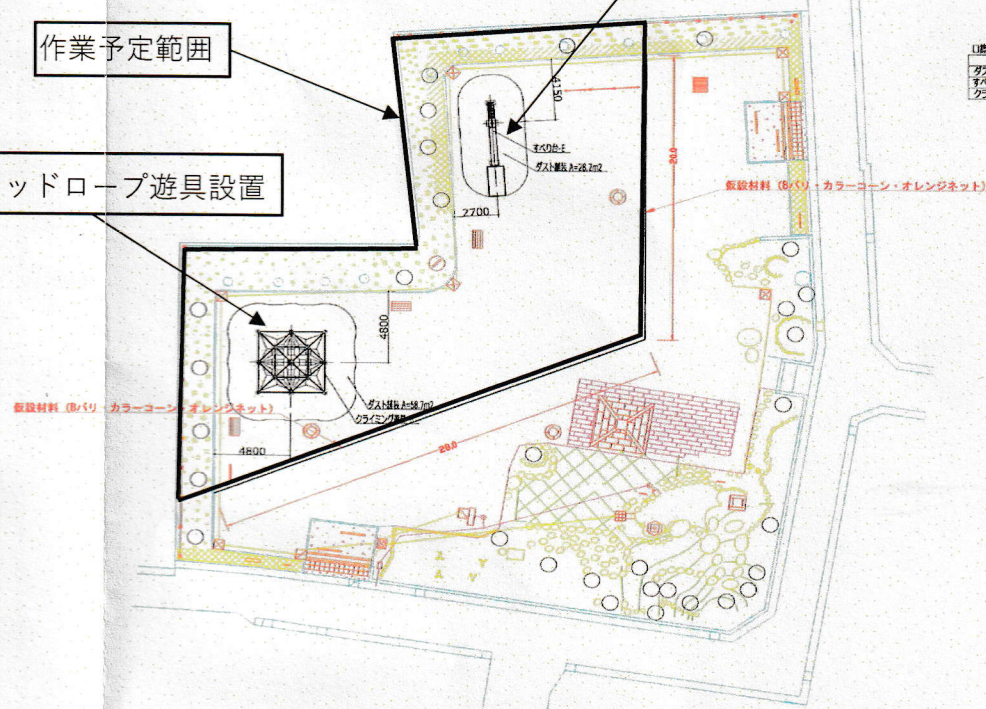 作業予定範囲
4150
すべり台-E
ダスト舗装 A=28.2m2
2700
20.0
仮設材料（Bバリ・カラーコーン・オレンジネット）
ッドロープ遊具設置
4800
ダスト舗装 A=58.7m2
仮設材料（Bバリ・カラーコーン・オレンジネット）
4800
20.0